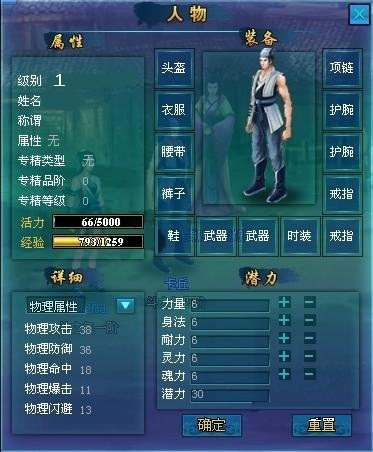 人物
属性
装备
级别 1
姓名
称谓
属性 无
专精类型 无
专精品阶 0
专精等级 0
活力 66/5000
经验 793/1259
头盔
衣服
腰带
裤子
鞋
武器
武器
时装
项链
护腕
护腕
戒指
戒指
详细
物理属性
物理攻击 38
物理防御 36
物理命中 18
物理爆击 11
物理闪避 13
卡丘
潜力
力量 6 + -
身法 6 + -
耐力 6 + -
灵力 6 + -
魂力 6 + -
潜力 30
确定
重置